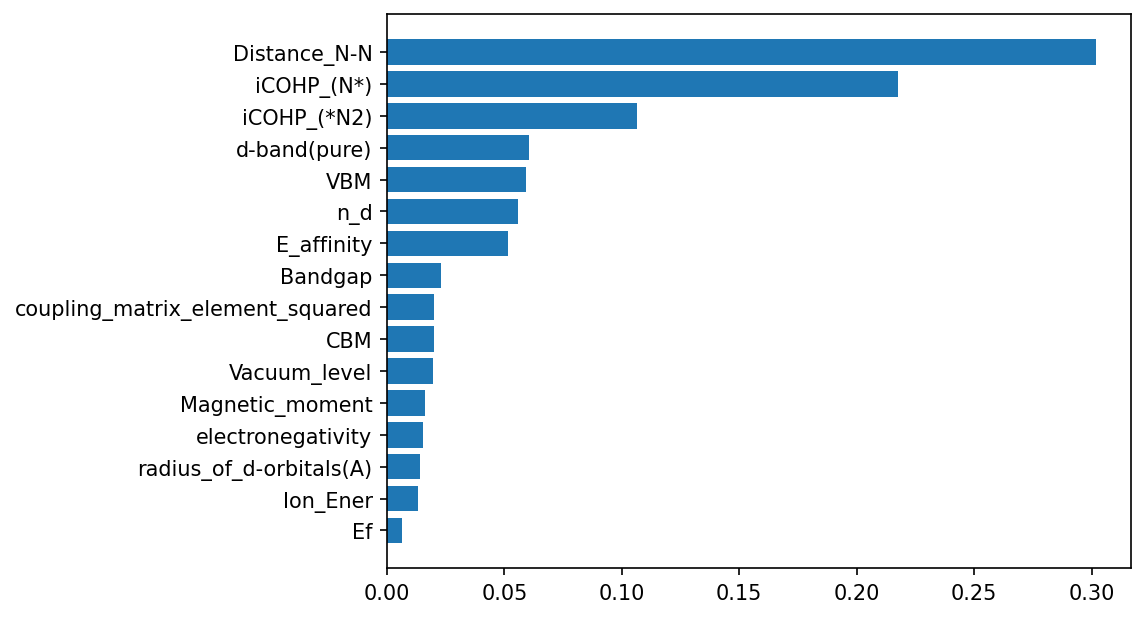 Distance_N-N
iCOHP_(N*)
iCOHP_(*N2)
d-band(pure)
VBM
n_d
E_affinity
Bandgap
coupling_matrix_element_squared
CBM
Vacuum_level
Magnetic_moment
electronegativity
radius_of_d-orbitals(A)
Ion_Ener
Ef
0.00 0.05 0.10 0.15 0.20 0.25 0.30